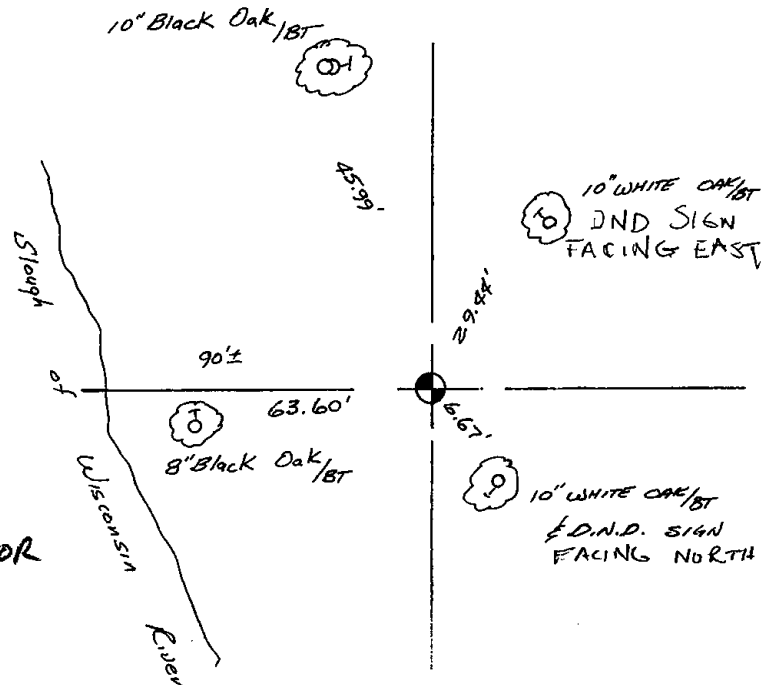 10" Black Oak/BT
45.99'
10" WHITE OAK/BT
DND SIGN
FACING EAST
29.44'
Slough
of
Wisconsin
River
90'±
63.60'
6.67'
8" Black Oak/BT
10" WHITE OAK/BT
& D.N.D. SIGN
FACING NORTH
OR